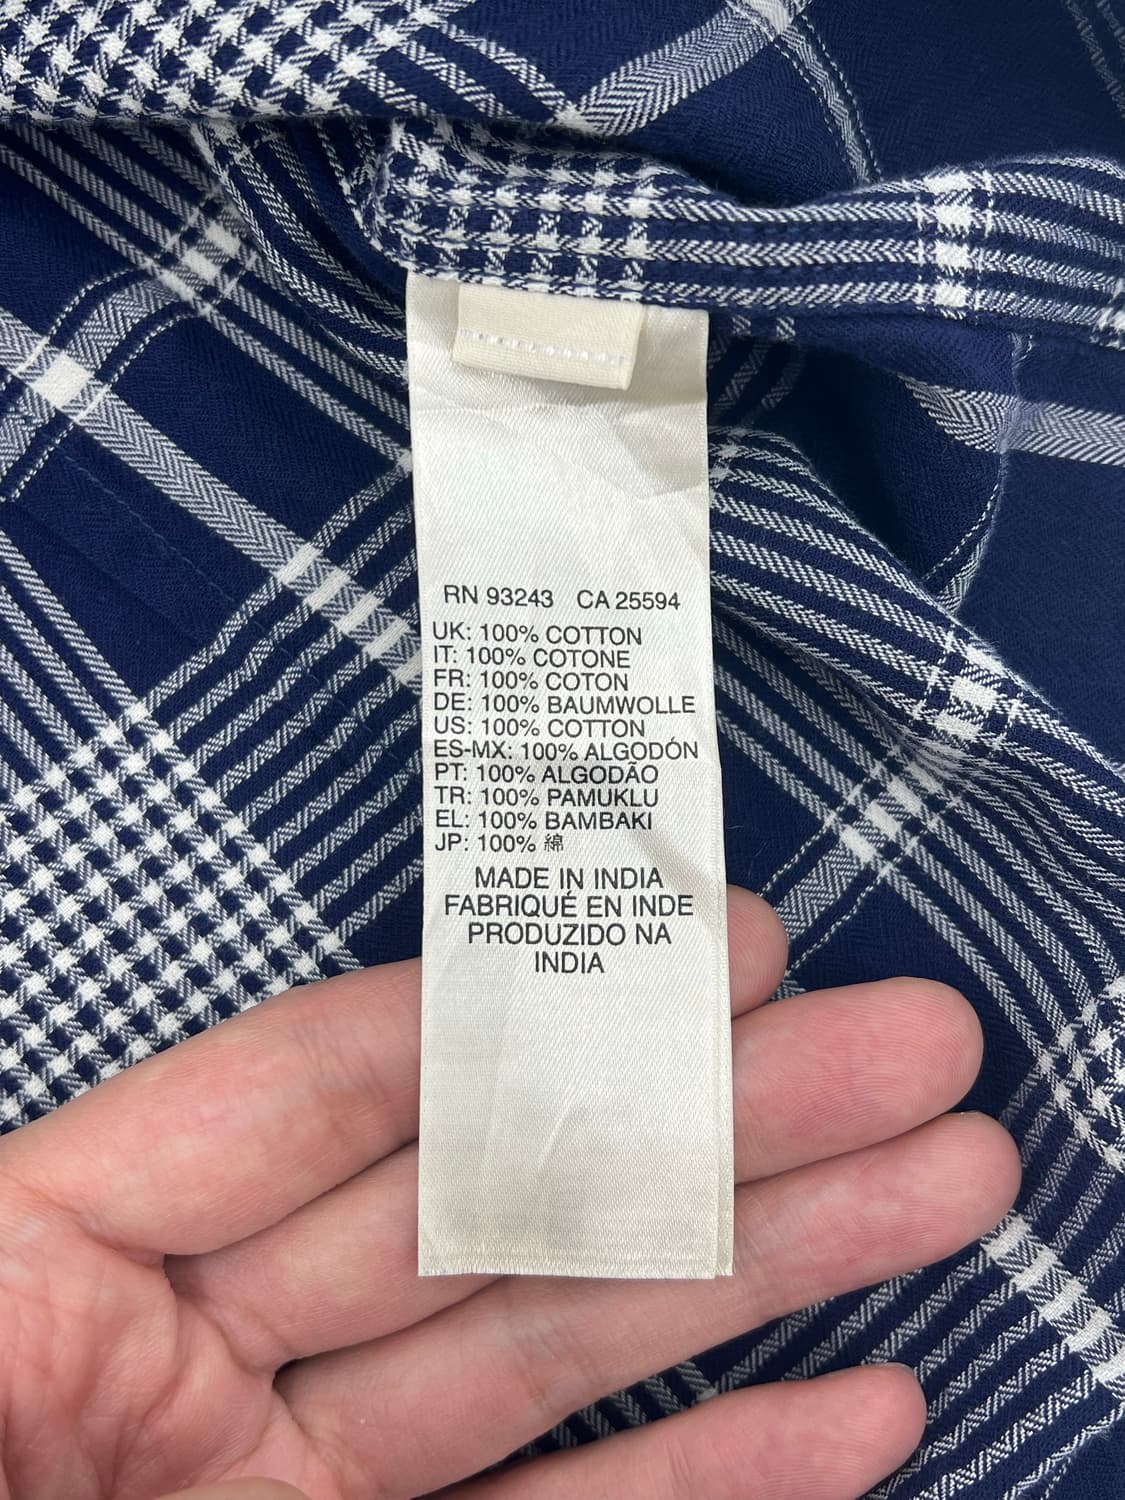 RN 93243 CA 25594
UK: 100% COTTON
IT: 100% COTONE
FR: 100% COTON
DE: 100% BAUMWOLLE
US: 100% COTTON
ES-MX: 100% ALGODÓN
PT: 100% ALGODÃO
TR: 100% PAMUKLU
EL: 100% BAMBAKI
JP: 100% 綿
MADE IN INDIA
FABRIQUÉ EN INDE
PRODUZIDO NA
INDIA